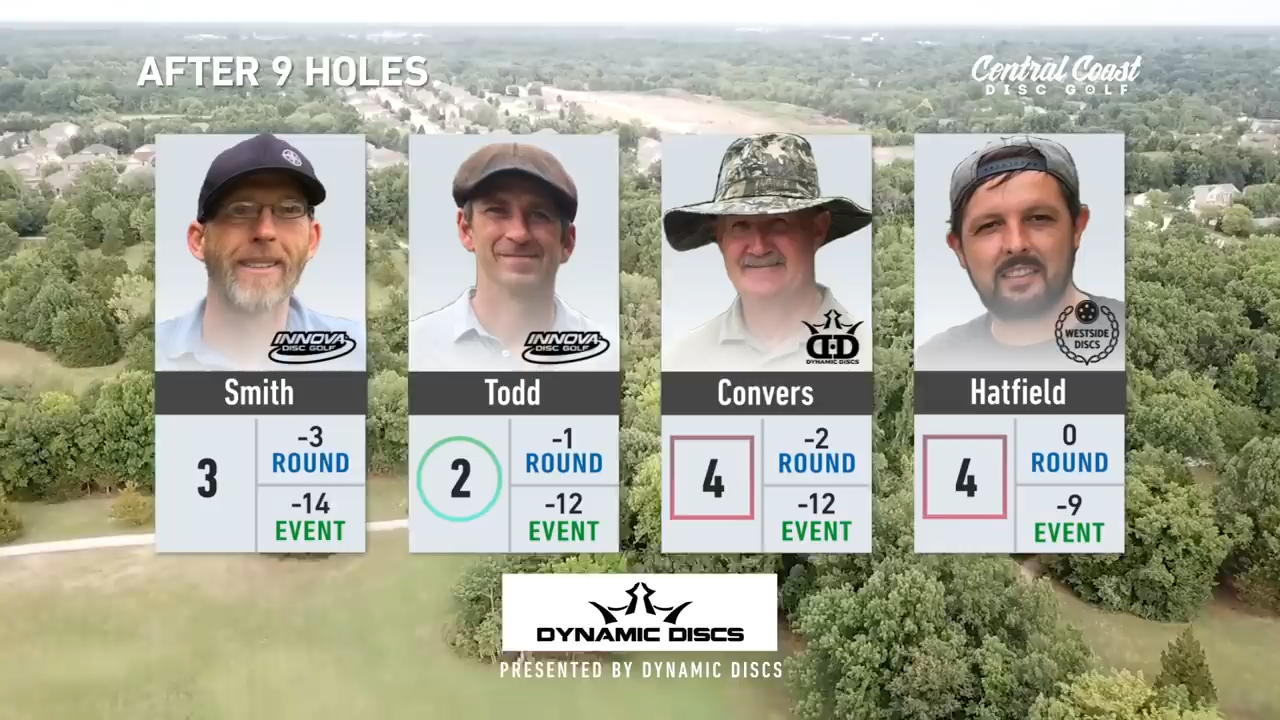 AFTER 9 HOLES
Central Coast
DISC GOLF
INNOVA
DISC GOLF
INNOVA
DISC GOLF
DD
DYNAMIC DISCS
WESTSIDE
DISCS
Smith
Todd
Convers
Hatfield
3
-3
ROUND
-14
EVENT
2
-1
ROUND
-12
EVENT
4
-2
ROUND
-12
EVENT
4
0
ROUND
-9
EVENT
DYNAMIC DISCS
PRESENTED BY DYNAMIC DISCS